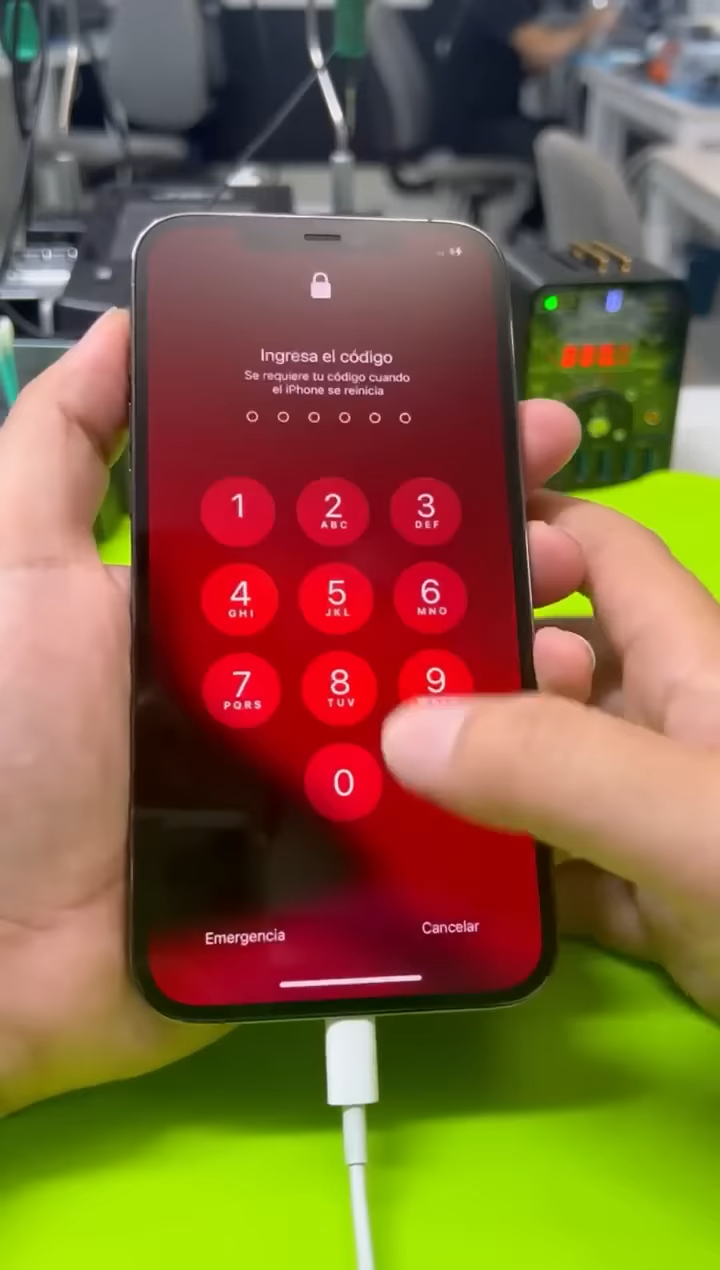 Ingresa el código
Se requiere tu código cuando
el iPhone se reinicia
1 2 3
ABC DEF
4 5 6
GHI JKL MNO
7 8 9
PQRS TUV
0
Emergencia Cancelar